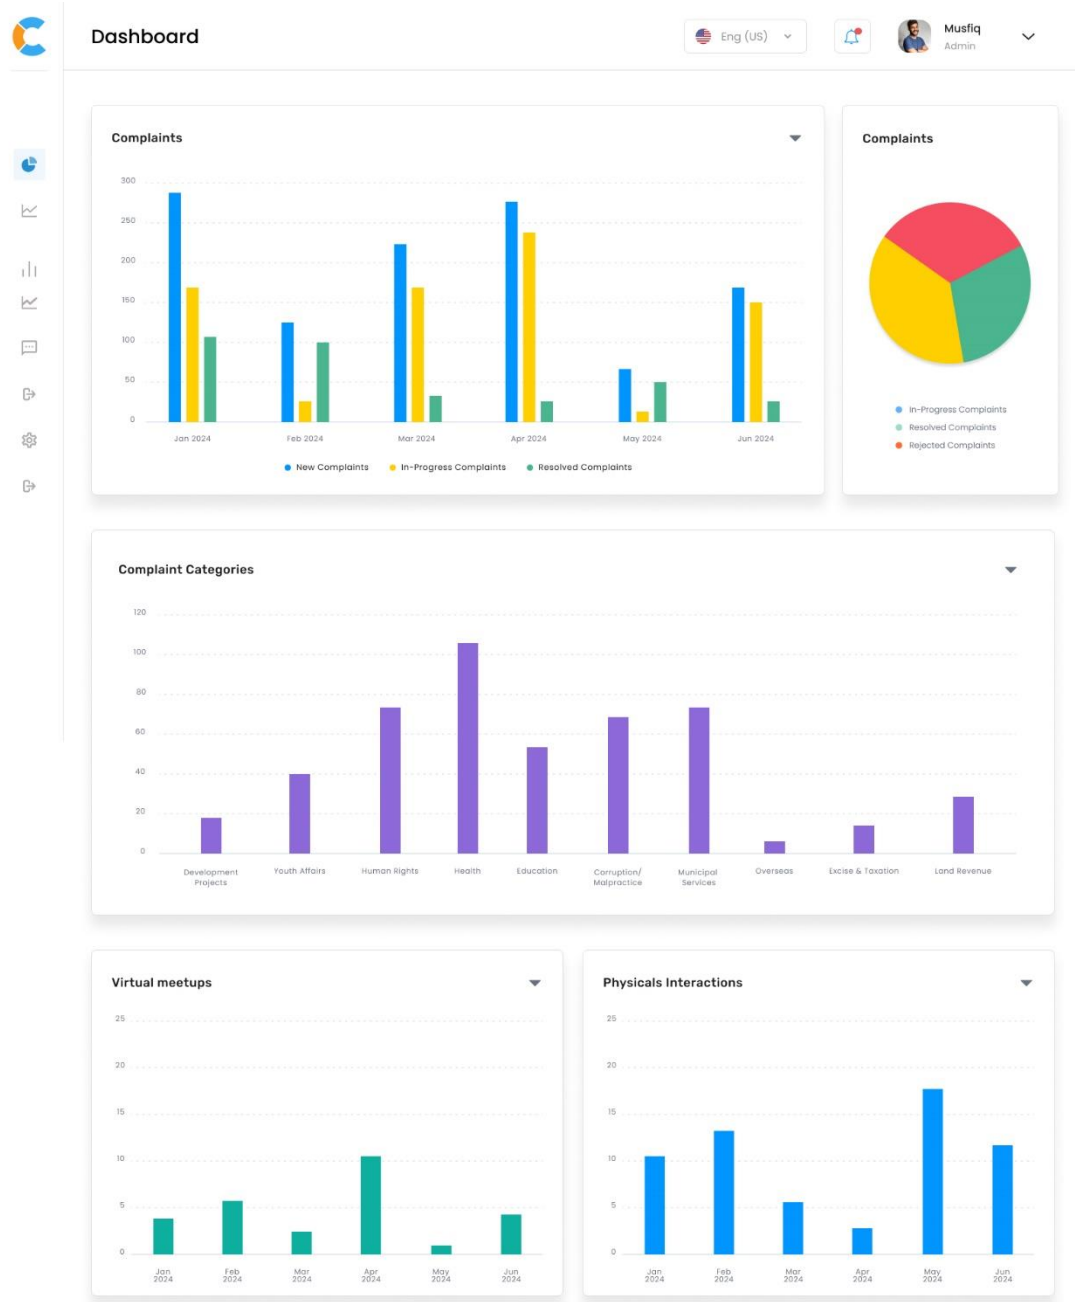 Dashboard
Eng (US)
Musfiq
Admin
Complaints
300
250
200
150
100
50
0
Jan 2024
Feb 2024
Mar 2024
Apr 2024
May 2024
Jun 2024
New Complaints
In-Progress Complaints
Resolved Complaints
Complaints
In-Progress Complaints
Resolved Complaints
Rejected Complaints
Complaint Categories
120
100
80
60
40
20
0
Development
Projects
Youth Affairs
Human Rights
Health
Education
Corruption/
Malpractice
Municipal
Services
Overseas
Excise & Taxation
Land Revenue
Virtual meetups
25
20
15
10
5
0
Jan
2024
Feb
2024
Mar
2024
Apr
2024
May
2024
Jun
2024
Physicals Interactions
25
20
15
10
5
0
Jan
2024
Feb
2024
Mar
2024
Apr
2024
May
2024
Jun
2024